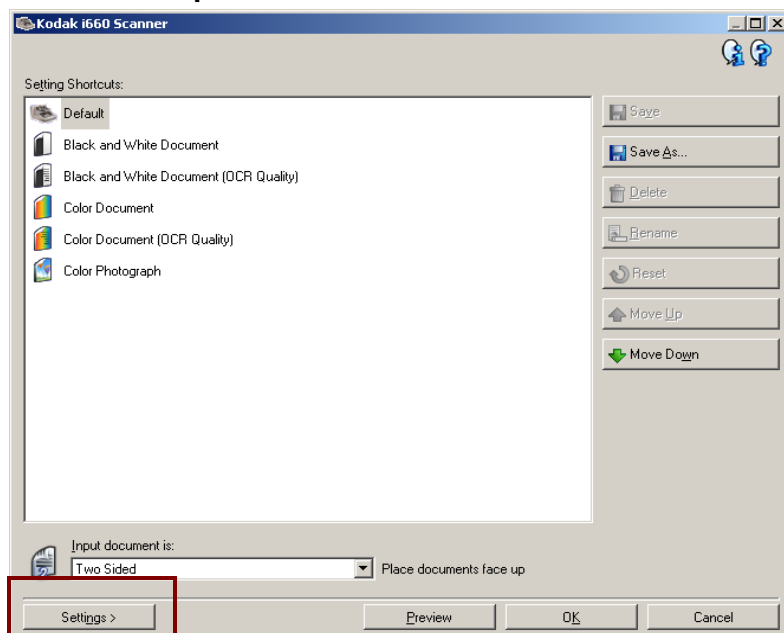 Kodak i660 Scanner
Setting Shortcuts:
Default
Black and White Document
Black and White Document (OCR Quality)
Color Document
Color Document (OCR Quality)
Color Photograph
Save
Save As...
Delete
Rename
Reset
Move Up
Move Down
Input document is:
Two Sided
Place documents face up
Settings >
Preview
OK
Cancel